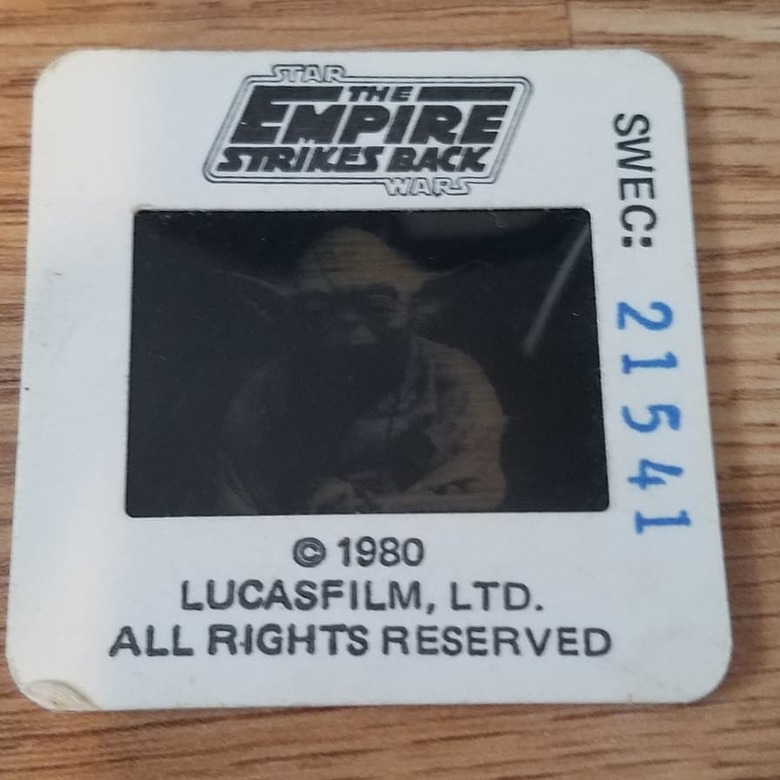 STAR
THE
EMPIRE
STRIKES BACK
WARS
SWEC: 21541
© 1980
LUCASFILM, LTD.
ALL RIGHTS RESERVED